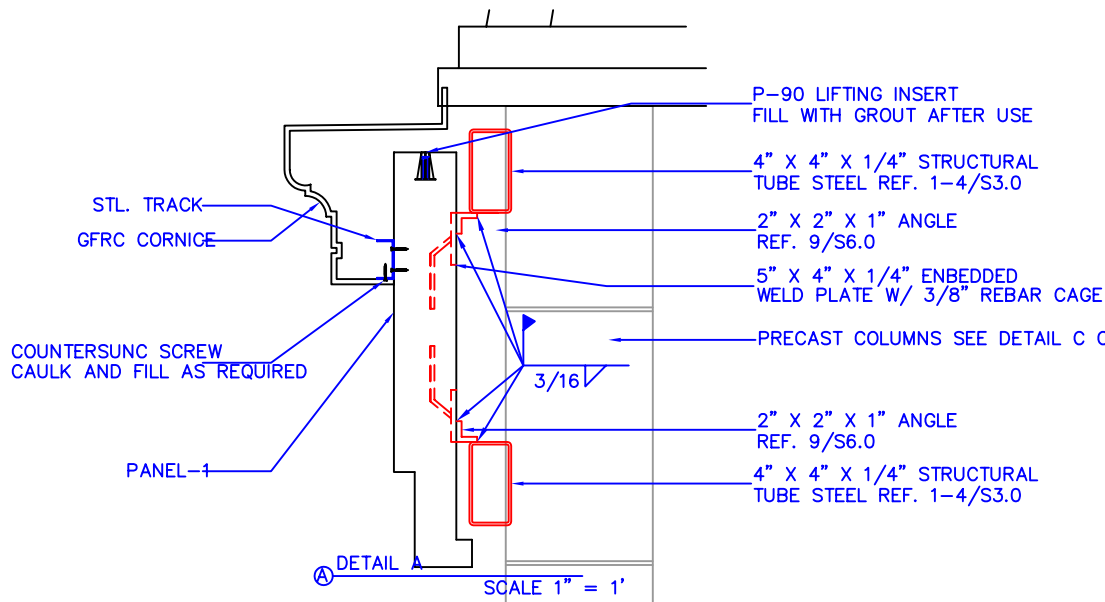 P-90 LIFTING INSERT
FILL WITH GROUT AFTER USE
4" X 4" X 1/4" STRUCTURAL
TUBE STEEL REF. 1-4/S3.0
STL. TRACK
GFRC CORNICE
2" X 2" X 1" ANGLE
REF. 9/S6.0
5" X 4" X 1/4" ENBEDDED
WELD PLATE W/ 3/8" REBAR CAGE
PRECAST COLUMNS SEE DETAIL C
COUNTERSUNC SCREW
CAULK AND FILL AS REQUIRED
3/16
2" X 2" X 1" ANGLE
REF. 9/S6.0
PANEL-1
4" X 4" X 1/4" STRUCTURAL
TUBE STEEL REF. 1-4/S3.0
A DETAIL A
SCALE 1" = 1'